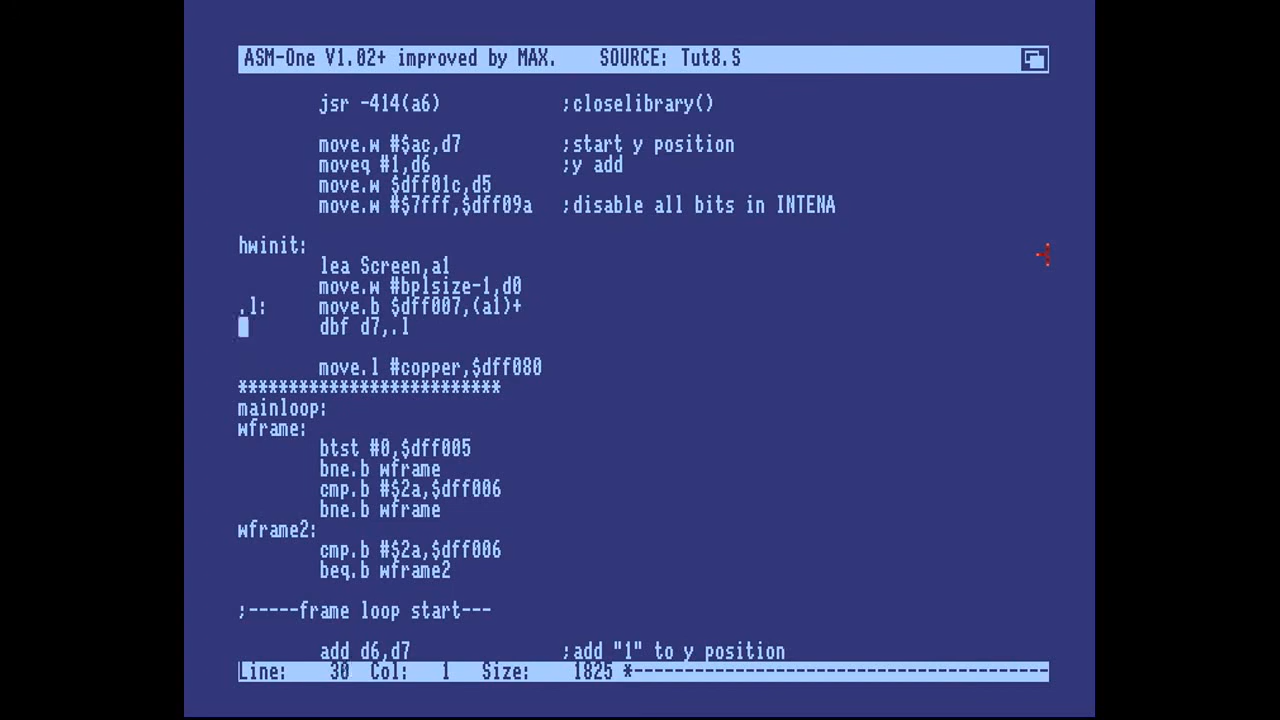 ASM-One V1.02+ improved by MAX. SOURCE: Tut8.S
jsr -414(a6) ;closelibrary()
move.w #$ac,d7 ;start y position
moveq #1,d6 ;y add
move.w $dff01c,d5
move.w #$7fff,$dff09a ;disable all bits in INTENA
hwinit:
lea Screen,a1
move.w #bplsize-1,d0
.l: move.b $dff007,(a1)+
dbf d7,.l
move.l #copper,$dff080
**************************
mainloop:
wframe:
btst #0,$dff005
bne.b wframe
cmp.b #$2a,$dff006
bne.b wframe
wframe2:
cmp.b #$2a,$dff006
beq.b wframe2
;-----frame loop start---
add d6,d7 ;add "1" to y position
Line: 30 Col: 1 Size: 1825 *-----------------------------------------